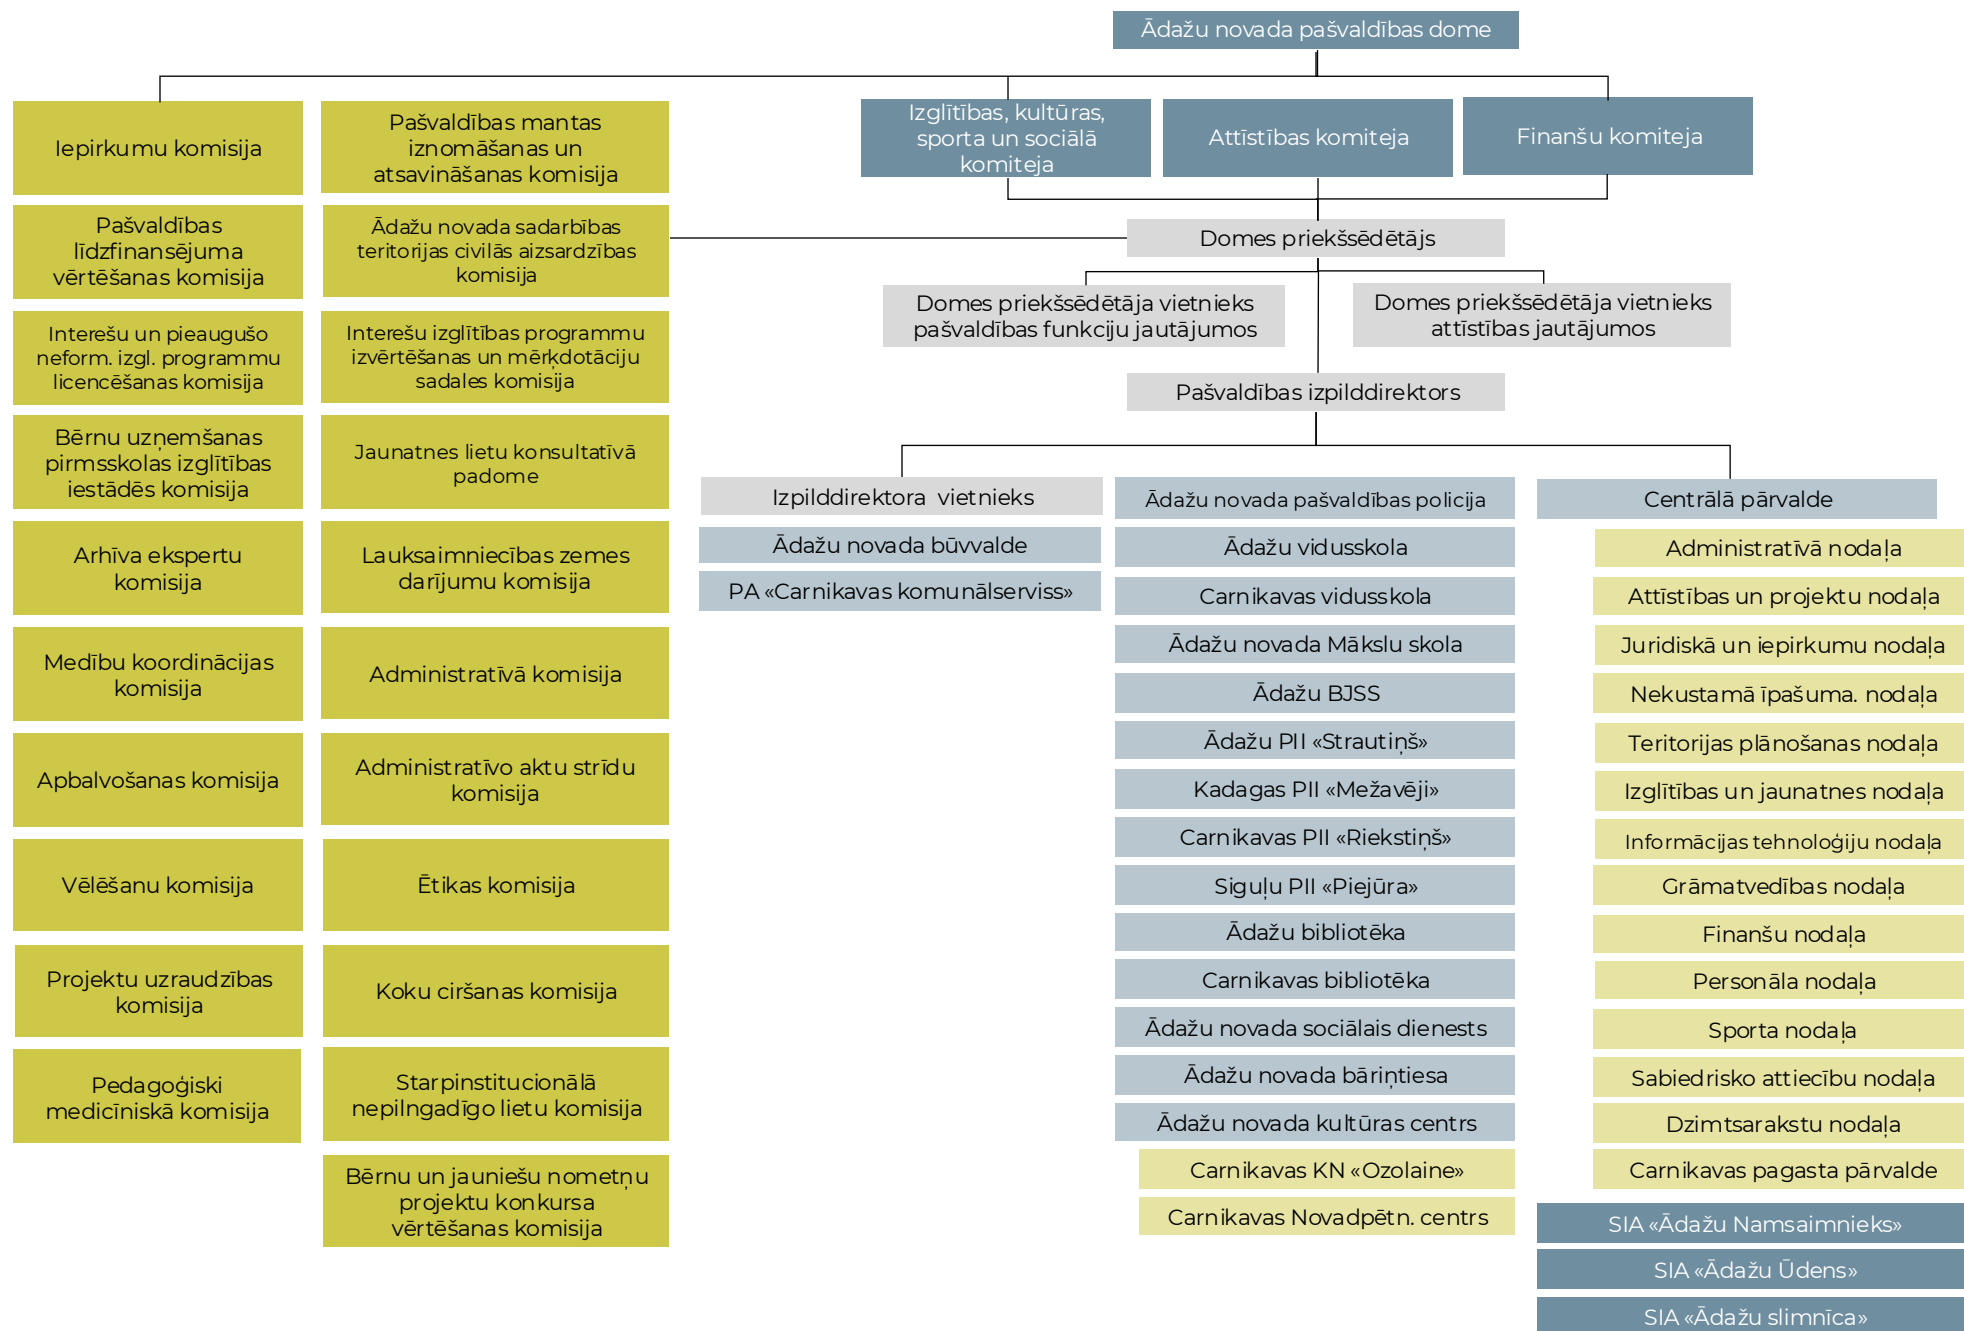 Ādažu novada pašvaldības dome
Iepirkumu komisija
Pašvaldības
līdzfinansējuma
vērtēšanas komisija
Interešu un pieaugušo
neform. izgl. programmu
licencēšanas komisija
Bērnu uzņemšanas
pirmsskolas izglītības
iestādēs komisija
Arhīva ekspertu
komisija
Medību koordinācijas
komisija
Apbalvošanas komisija
Vēlēšanu komisija
Projektu uzraudzības
komisija
Pedagoģiski
medicīniskā komisija
Pašvaldības mantas
iznomāšanas un
atsavināšanas komisija
Ādažu novada sadarbības
teritorijas civilās aizsardzības
komisija
Interešu izglītības programmu
izvērtēšanas un mērķdotāciju
sadales komisija
Jaunatnes lietu konsultatīvā
padome
Lauksaimniecības zemes
darījumu komisija
Administratīvā komisija
Administratīvo aktu strīdu
komisija
Ētikas komisija
Koku ciršanas komisija
Starpinstitucionālā
nepilngadīgo lietu komisija
Bērnu un jauniešu nometņu
projektu konkursa
vērtēšanas komisija
Izglītības, kultūras,
sporta un sociālā
komiteja
Attīstības komiteja
Finanšu komiteja
Domes priekšsēdētājs
Domes priekšsēdētāja vietnieks
pašvaldības funkciju jautājumos
Domes priekšsēdētāja vietnieks
attīstības jautājumos
Pašvaldības izpilddirektors
Izpilddirektora vietnieks
Ādažu novada būvvalde
PA «Carnikavas komunālserviss»
Ādažu novada pašvaldības policija
Ādažu vidusskola
Carnikavas vidusskola
Ādažu novada Mākslu skola
Ādažu BJSS
Ādažu PII «Strautiņš»
Kadagas PII «Mežavēji»
Carnikavas PII «Riekstiņš»
Siguļu PII «Piejūra»
Ādažu bibliotēka
Carnikavas bibliotēka
Ādažu novada sociālais dienests
Ādažu novada bāriņtiesa
Ādažu novada kultūras centrs
Carnikavas KN «Ozolaine»
Carnikavas Novadpētn. centrs
Centrālā pārvalde
Administratīvā nodaļa
Attīstības un projektu nodaļa
Juridiskā un iepirkumu nodaļa
Nekustamā īpašuma. nodaļa
Teritorijas plānošanas nodaļa
Izglītības un jaunatnes nodaļa
Informācijas tehnoloģiju nodaļa
Grāmatvedības nodaļa
Finanšu nodaļa
Personāla nodaļa
Sporta nodaļa
Sabiedrisko attiecību nodaļa
Dzimtsarakstu nodaļa
Carnikavas pagasta pārvalde
SIA «Ādažu Namsaimnieks»
SIA «Ādažu Ūdens»
SIA «Ādažu slimnīca»